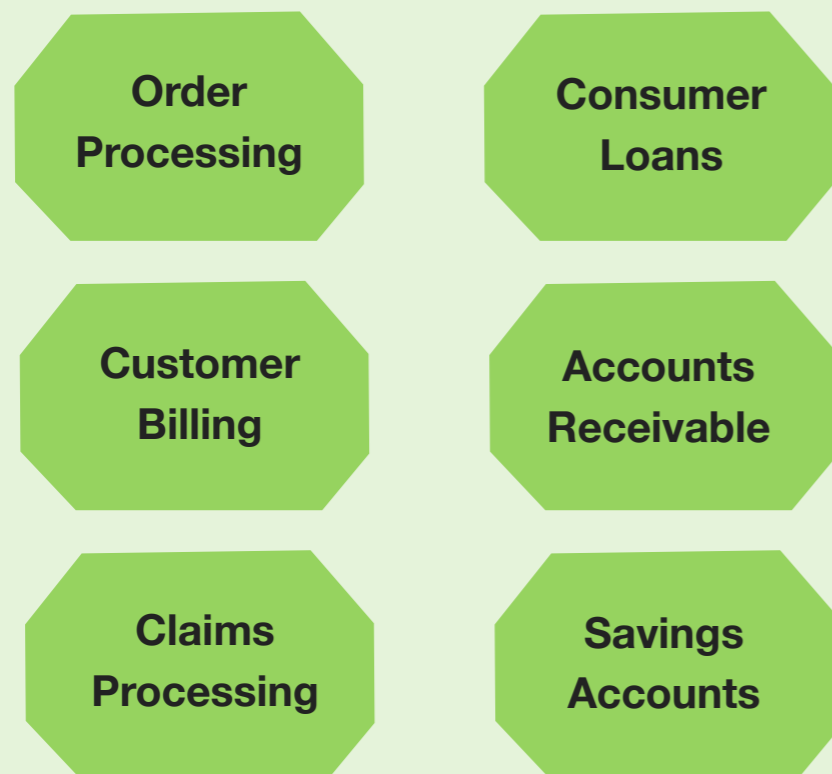 Order
Processing
Consumer
Loans
Customer
Billing
Accounts
Receivable
Claims
Processing
Savings
Accounts